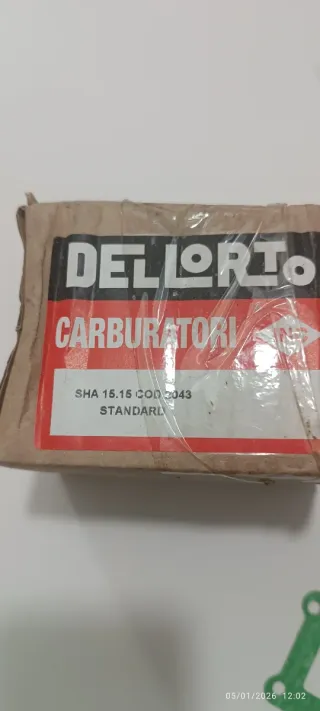 DELLORTO
CARBURATORI
SHA 15.15 COD 2043
STANDARD
05/01/2026 12:02